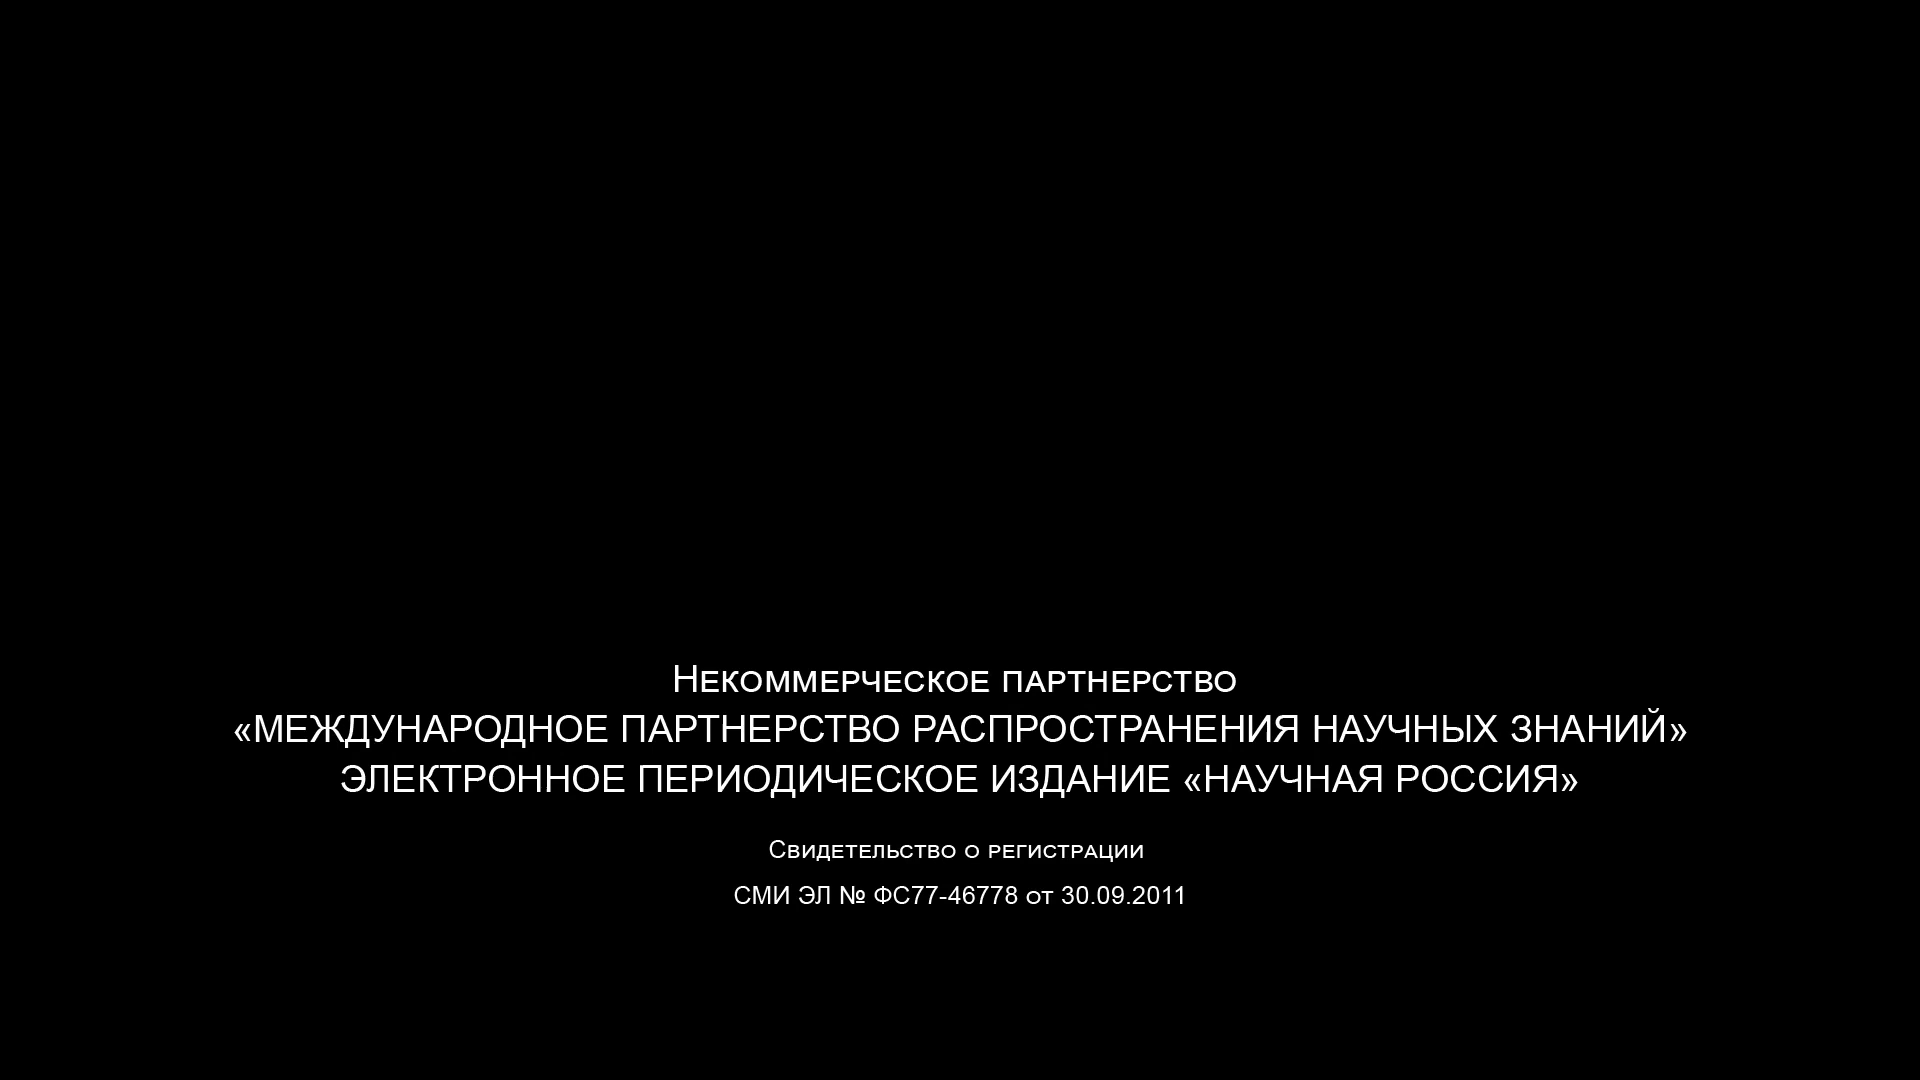 Некоммерческое партнерство
«МЕЖДУНАРОДНОЕ ПАРТНЕРСТВО РАСПРОСТРАНЕНИЯ НАУЧНЫХ ЗНАНИЙ»
ЭЛЕКТРОННОЕ ПЕРИОДИЧЕСКОЕ ИЗДАНИЕ «НАУЧНАЯ РОССИЯ»
Свидетельство о регистрации
СМИ ЭЛ № ФС77-46778 от 30.09.2011